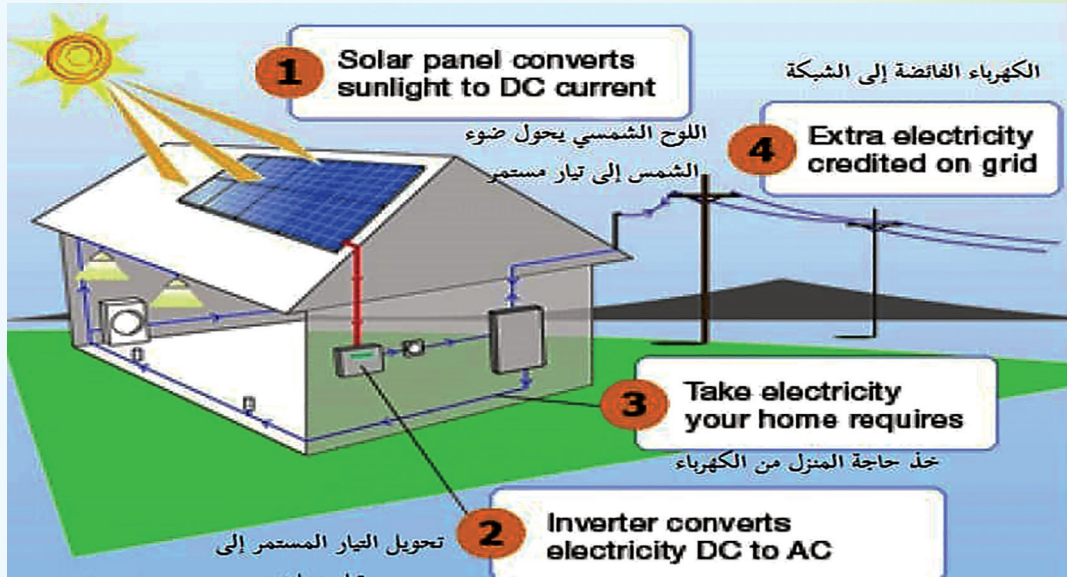 1
Solar panel converts
sunlight to DC current
اللوح الشمسي يحول ضوء
الشمس إلى تيار مستمر
الكهرباء الفائضة إلى الشبكة
4
Extra electricity
credited on grid
3
Take electricity
your home requires
خذ حاجة المنزل من الكهرباء
2
Inverter converts
electricity DC to AC
تحويل التيار المستمر إلى